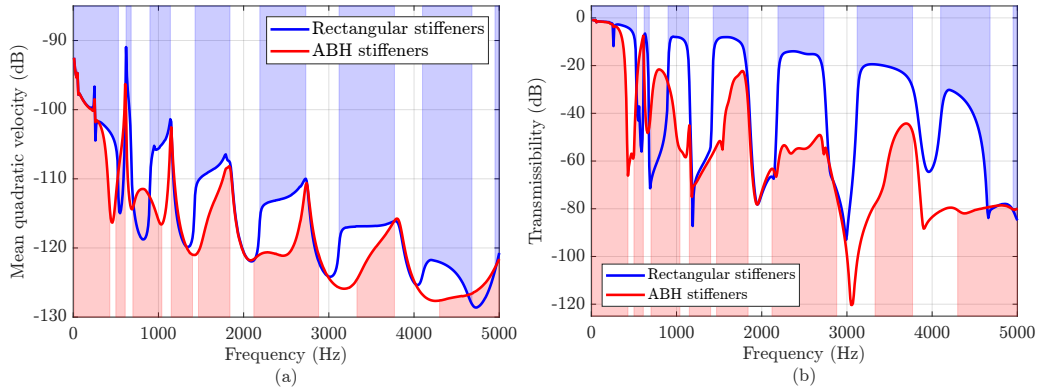 Mean quadratic velocity (dB)
-90
-100
-110
-120
-130
0
1000
2000
3000
4000
5000
Frequency (Hz)
Rectangular stiffeners
ABH stiffeners
(a)
Transmissibility (dB)
0
-20
-40
-60
-80
-100
-120
0
1000
2000
3000
4000
5000
Frequency (Hz)
Rectangular stiffeners
ABH stiffeners
(b)